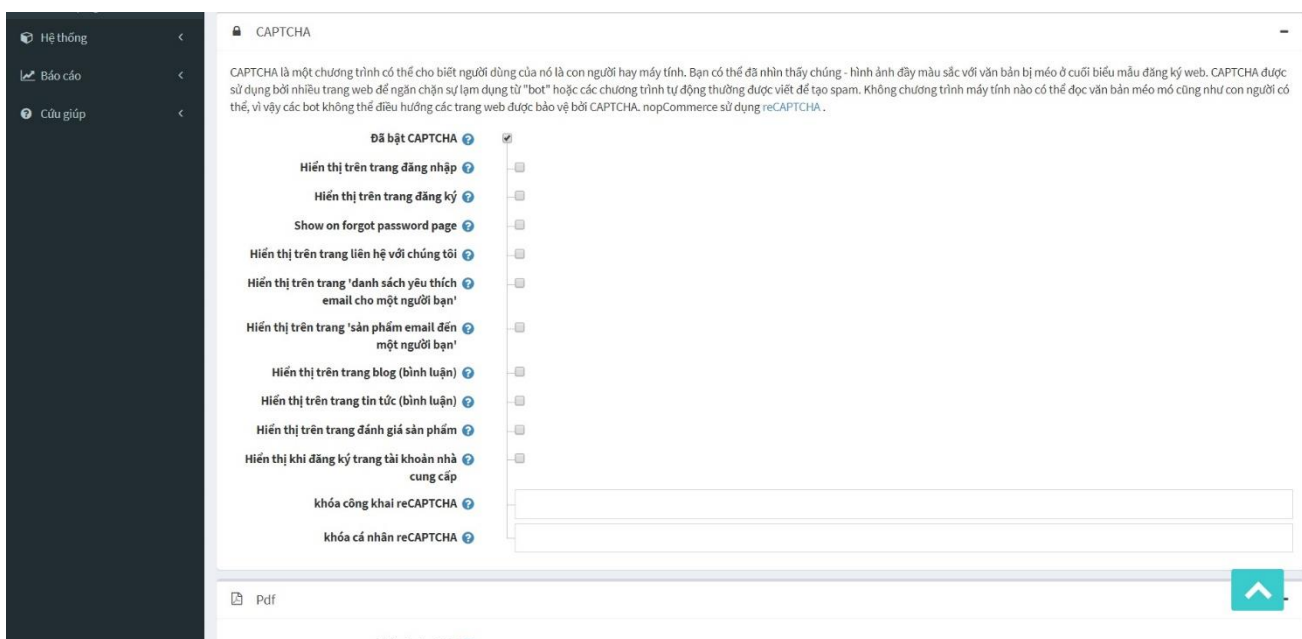 Hệ thống
Báo cáo
Cứu giúp
CAPTCHA
CAPTCHA là một chương trình có thể cho biết người dùng của nó là con người hay máy tính. Bạn có thể đã nhìn thấy chúng - hình ảnh đầy màu sắc với văn bản bị méo ở cuối biểu mẫu đăng ký web. CAPTCHA được
sử dụng bởi nhiều trang web để ngăn chặn sự lạm dụng từ "bot" hoặc các chương trình tự động thường được viết để tạo spam. Không chương trình máy tính nào có thể đọc văn bản méo mó cũng như con người có
thể, vì vậy các bot không thể điều hướng các trang web được bảo vệ bởi CAPTCHA. nopCommerce sử dụng reCAPTCHA .
Đã bật CAPTCHA
Hiển thị trên trang đăng nhập
Hiển thị trên trang đăng ký
Show on forgot password page
Hiển thị trên trang liên hệ với chúng tôi
Hiển thị trên trang 'danh sách yêu thích
email cho một người bạn'
Hiển thị trên trang 'sản phẩm email đến
một người bạn'
Hiển thị trên trang blog (bình luận)
Hiển thị trên trang tin tức (bình luận)
Hiển thị trên trang đánh giá sản phẩm
Hiển thị khi đăng ký trang tài khoản nhà
cung cấp
khóa công khai reCAPTCHA
khóa cá nhân reCAPTCHA
Pdf